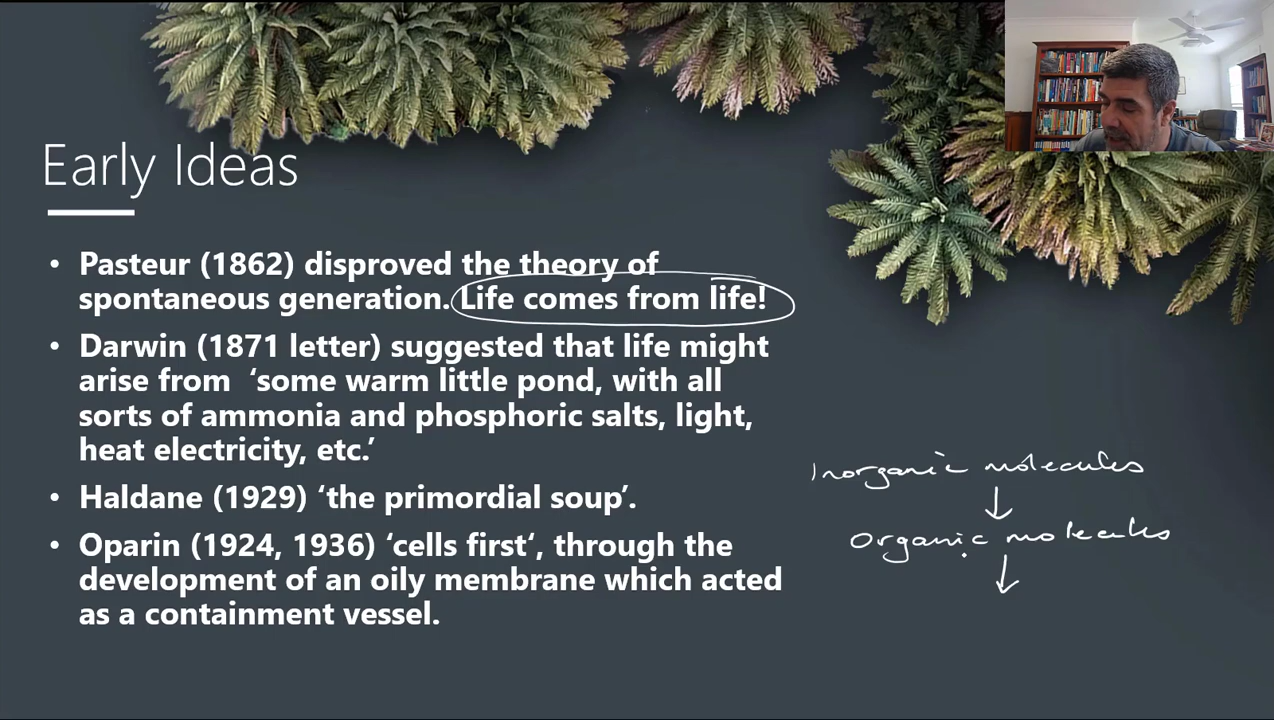 Early Ideas
• Pasteur (1862) disproved the theory of
spontaneous generation. Life comes from life!
• Darwin (1871 letter) suggested that life might
arise from ‘some warm little pond, with all
sorts of ammonia and phosphoric salts, light,
heat electricity, etc.’
• Haldane (1929) ‘the primordial soup’.
• Oparin (1924, 1936) ‘cells first‘, through the
development of an oily membrane which acted
as a containment vessel.
Inorganic molecules
↓
Organic molecules
↓